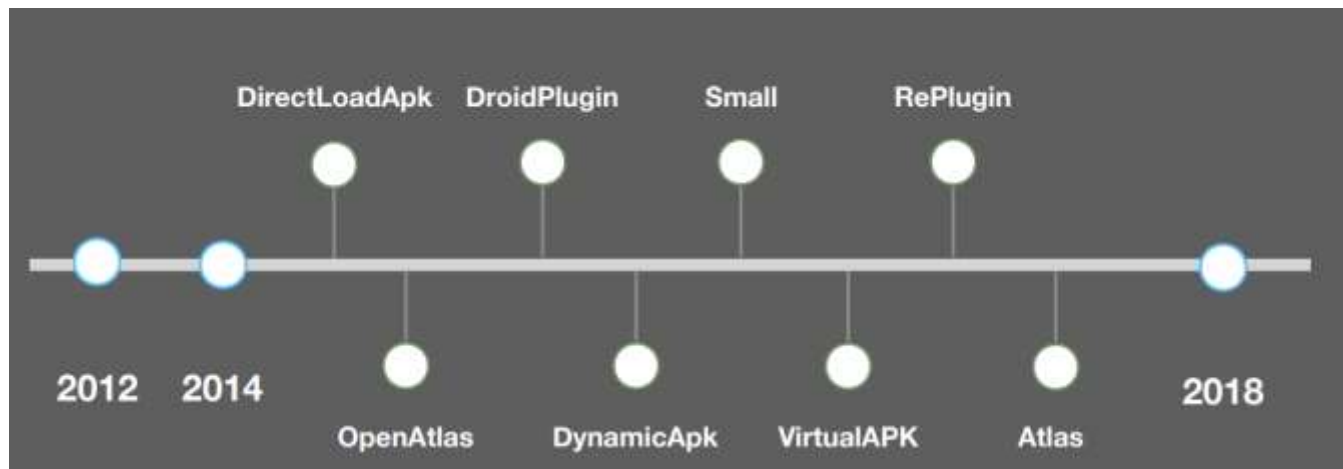 DirectLoadApk DroidPlugin Small RePlugin
2012 2014 2018
OpenAtlas DynamicApk VirtualAPK Atlas